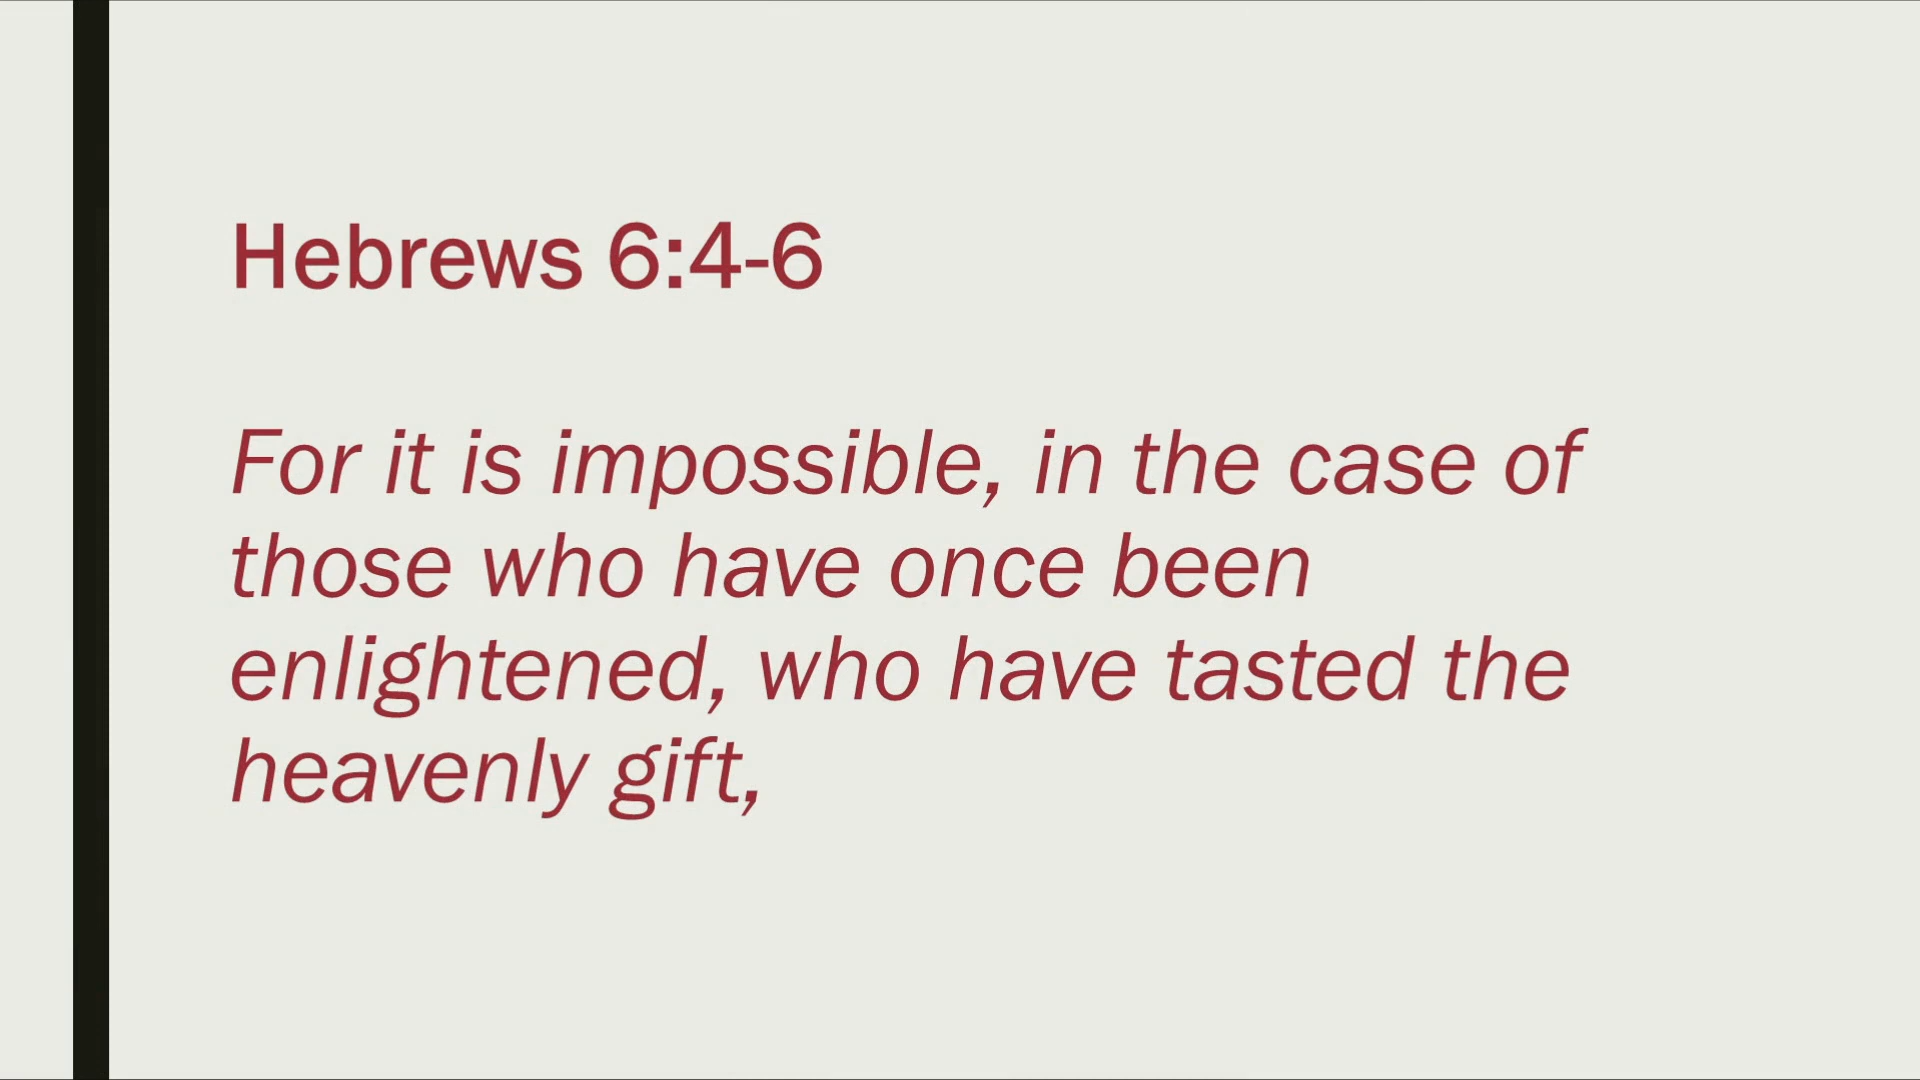 Hebrews 6:4-6
For it is impossible, in the case of
those who have once been
enlightened, who have tasted the
heavenly gift,